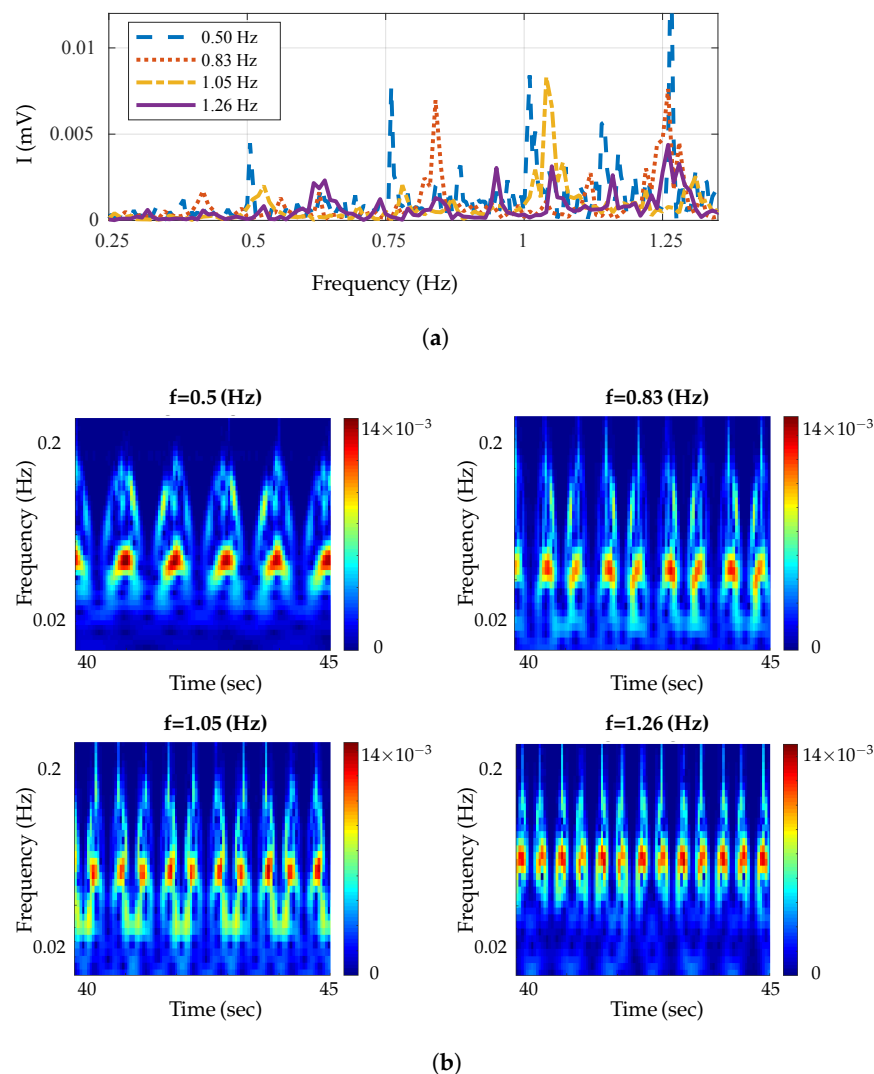 0.01
0.005
0
I (mV)
0.50 Hz
0.83 Hz
1.05 Hz
1.26 Hz
0.25 0.5 0.75 1 1.25
Frequency (Hz)
(a)
f=0.5 (Hz)
14×10⁻³
0.2
Frequency (Hz)
0.02
0
40 45
Time (sec)
f=0.83 (Hz)
14×10⁻³
0.2
Frequency (Hz)
0.02
0
40 45
Time (sec)
f=1.05 (Hz)
14×10⁻³
0.2
Frequency (Hz)
0.02
0
40 45
Time (sec)
f=1.26 (Hz)
14×10⁻³
0.2
Frequency (Hz)
0.02
0
40 45
Time (sec)
(b)